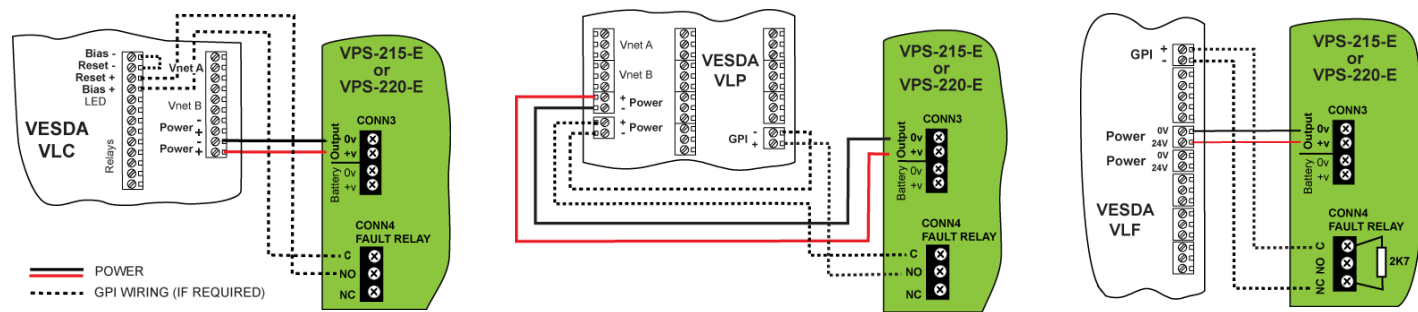 Bias -
Reset -
Reset +
Bias +
LED
Vnet A
Vnet B
-
Power
+
-
Power
+
VESDA
VLC
Relays
VPS-215-E
or
VPS-220-E
CONN3
Output
0v
+v
Battery
0v
+v
CONN4
FAULT RELAY
C
NO
NC
POWER
GPI WIRING (IF REQUIRED)
Vnet A
Vnet B
VESDA
VLP
+
- Power
+
- Power
-
GPI
+
VPS-215-E
or
VPS-220-E
CONN3
Output
0v
+v
Battery
0v
+v
CONN4
FAULT RELAY
C
NO
NC
GPI +
-
Power 0V
24V
Power 0V
24V
VESDA
VLF
VPS-215-E
or
VPS-220-E
CONN3
Output
0v
+v
Battery
0v
+v
CONN4
FAULT RELAY
C
NO
NC
2K7